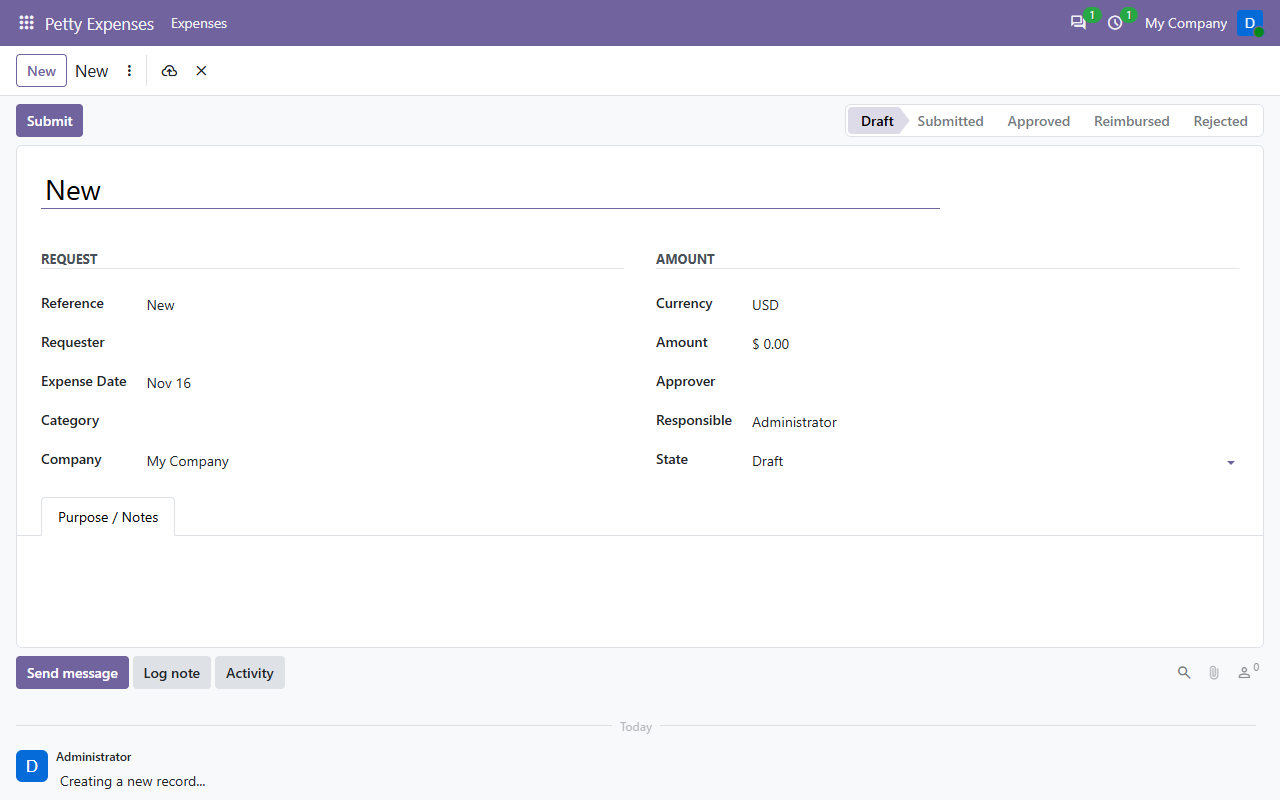 Petty Expenses Expenses 1 1 My Company D
New New
Submit Draft Submitted Approved Reimbursed Rejected
New
REQUEST AMOUNT
Reference New Currency USD
Requester Amount $ 0.00
Expense Date Nov 16 Approver
Category Responsible Administrator
Company My Company State Draft
Purpose / Notes
Send message Log note Activity 0
Today
D Administrator
Creating a new record...